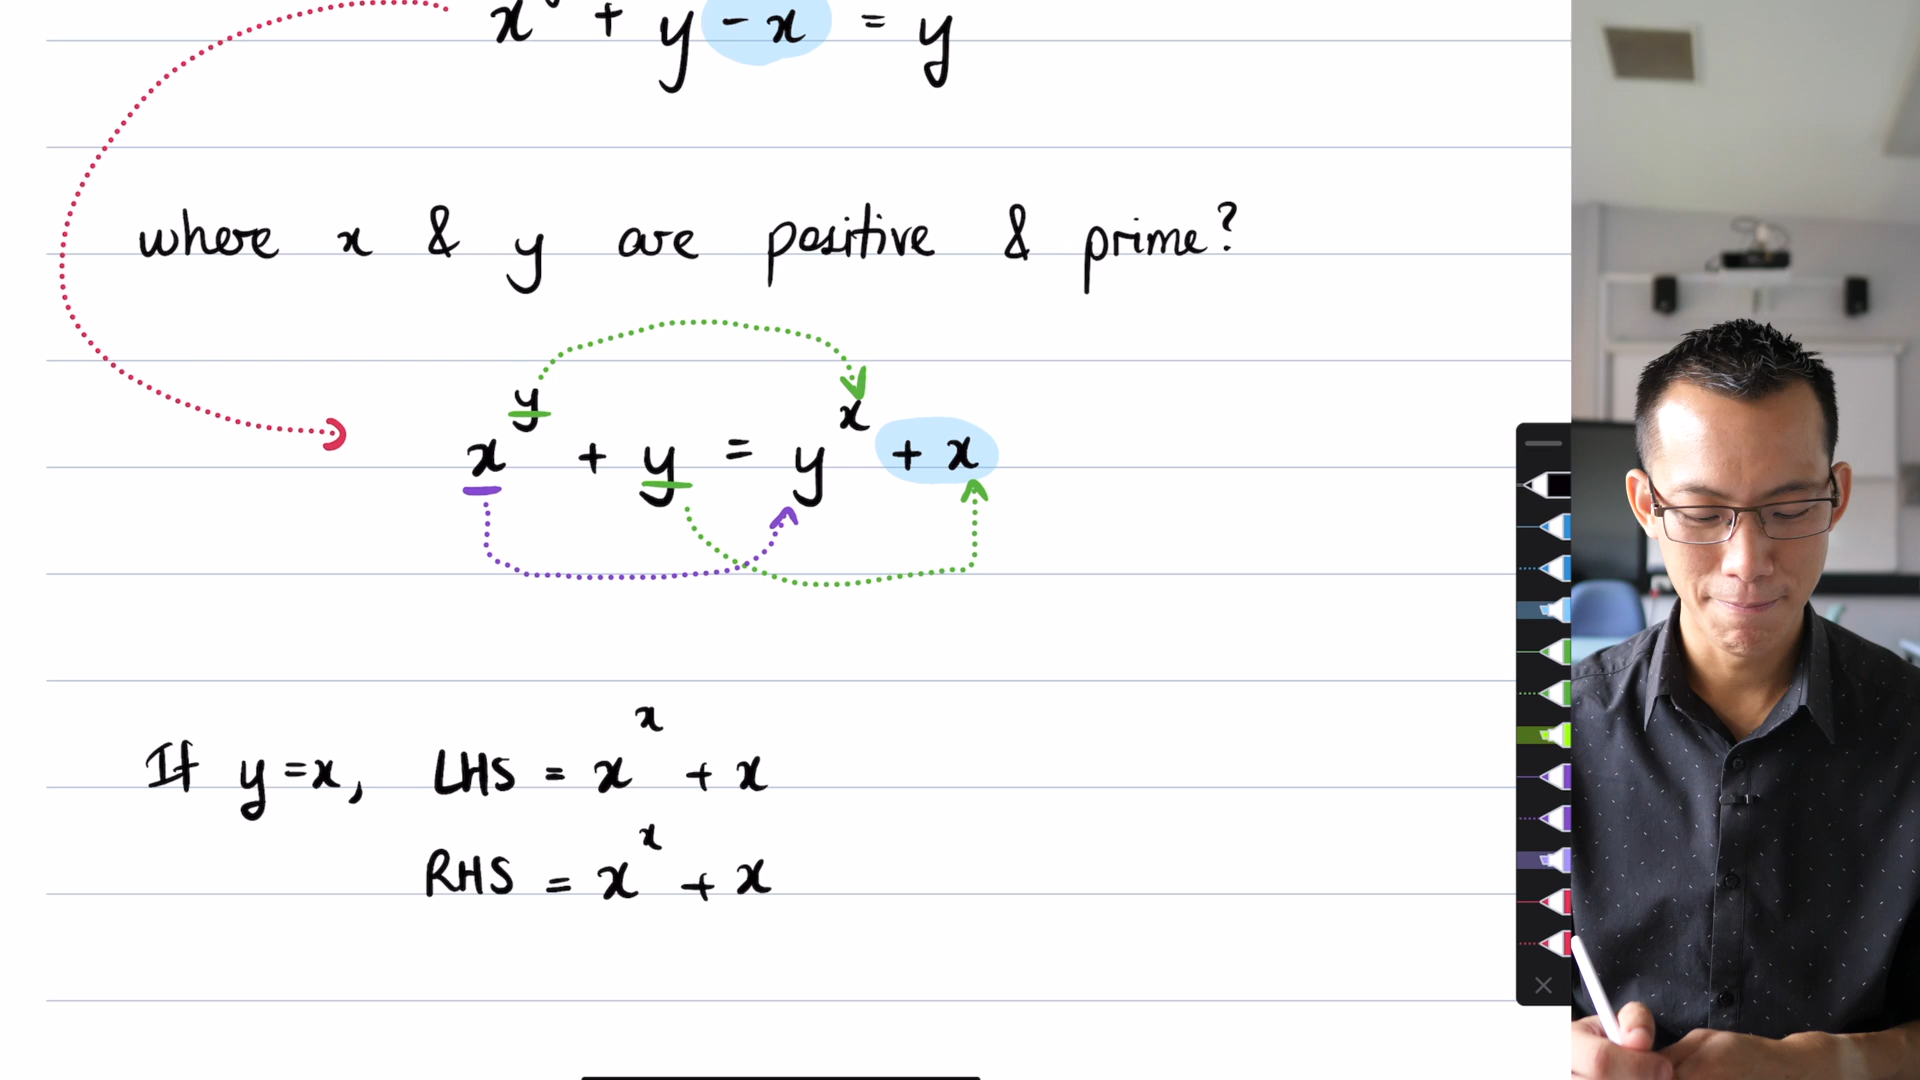 x + y - x = y
where x & y are positive & prime?
x^y + y = y^x + x
If y = x, LHS = x^x + x
RHS = x^x + x